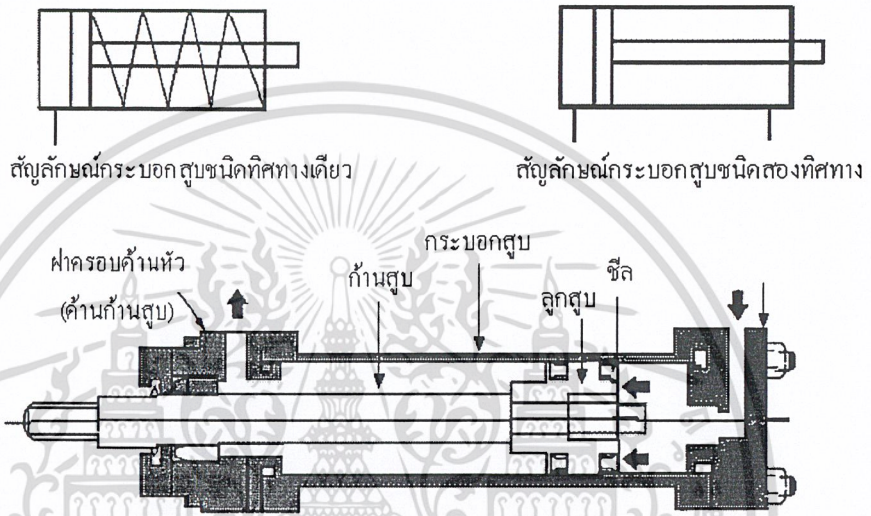 สัญลักษณ์กระบอกสูบชนิดทิศทางเดียว
สัญลักษณ์กระบอกสูบชนิดสองทิศทาง
ฝาครอบด้านหัว
(ด้านก้านสูบ)
ก้านสูบ
กระบอกสูบ
ลูกสูบ
ซีล